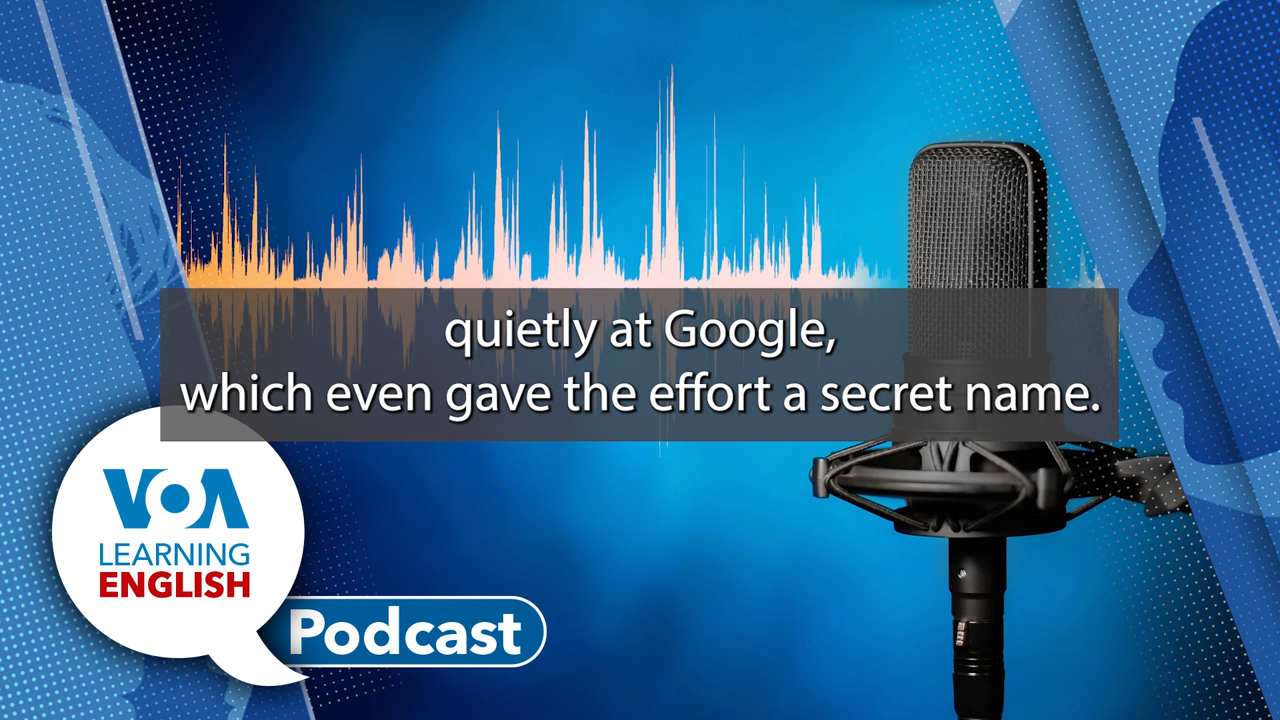 quietly at Google,
which even gave the effort a secret name.
VOA
LEARNING
ENGLISH
Podcast